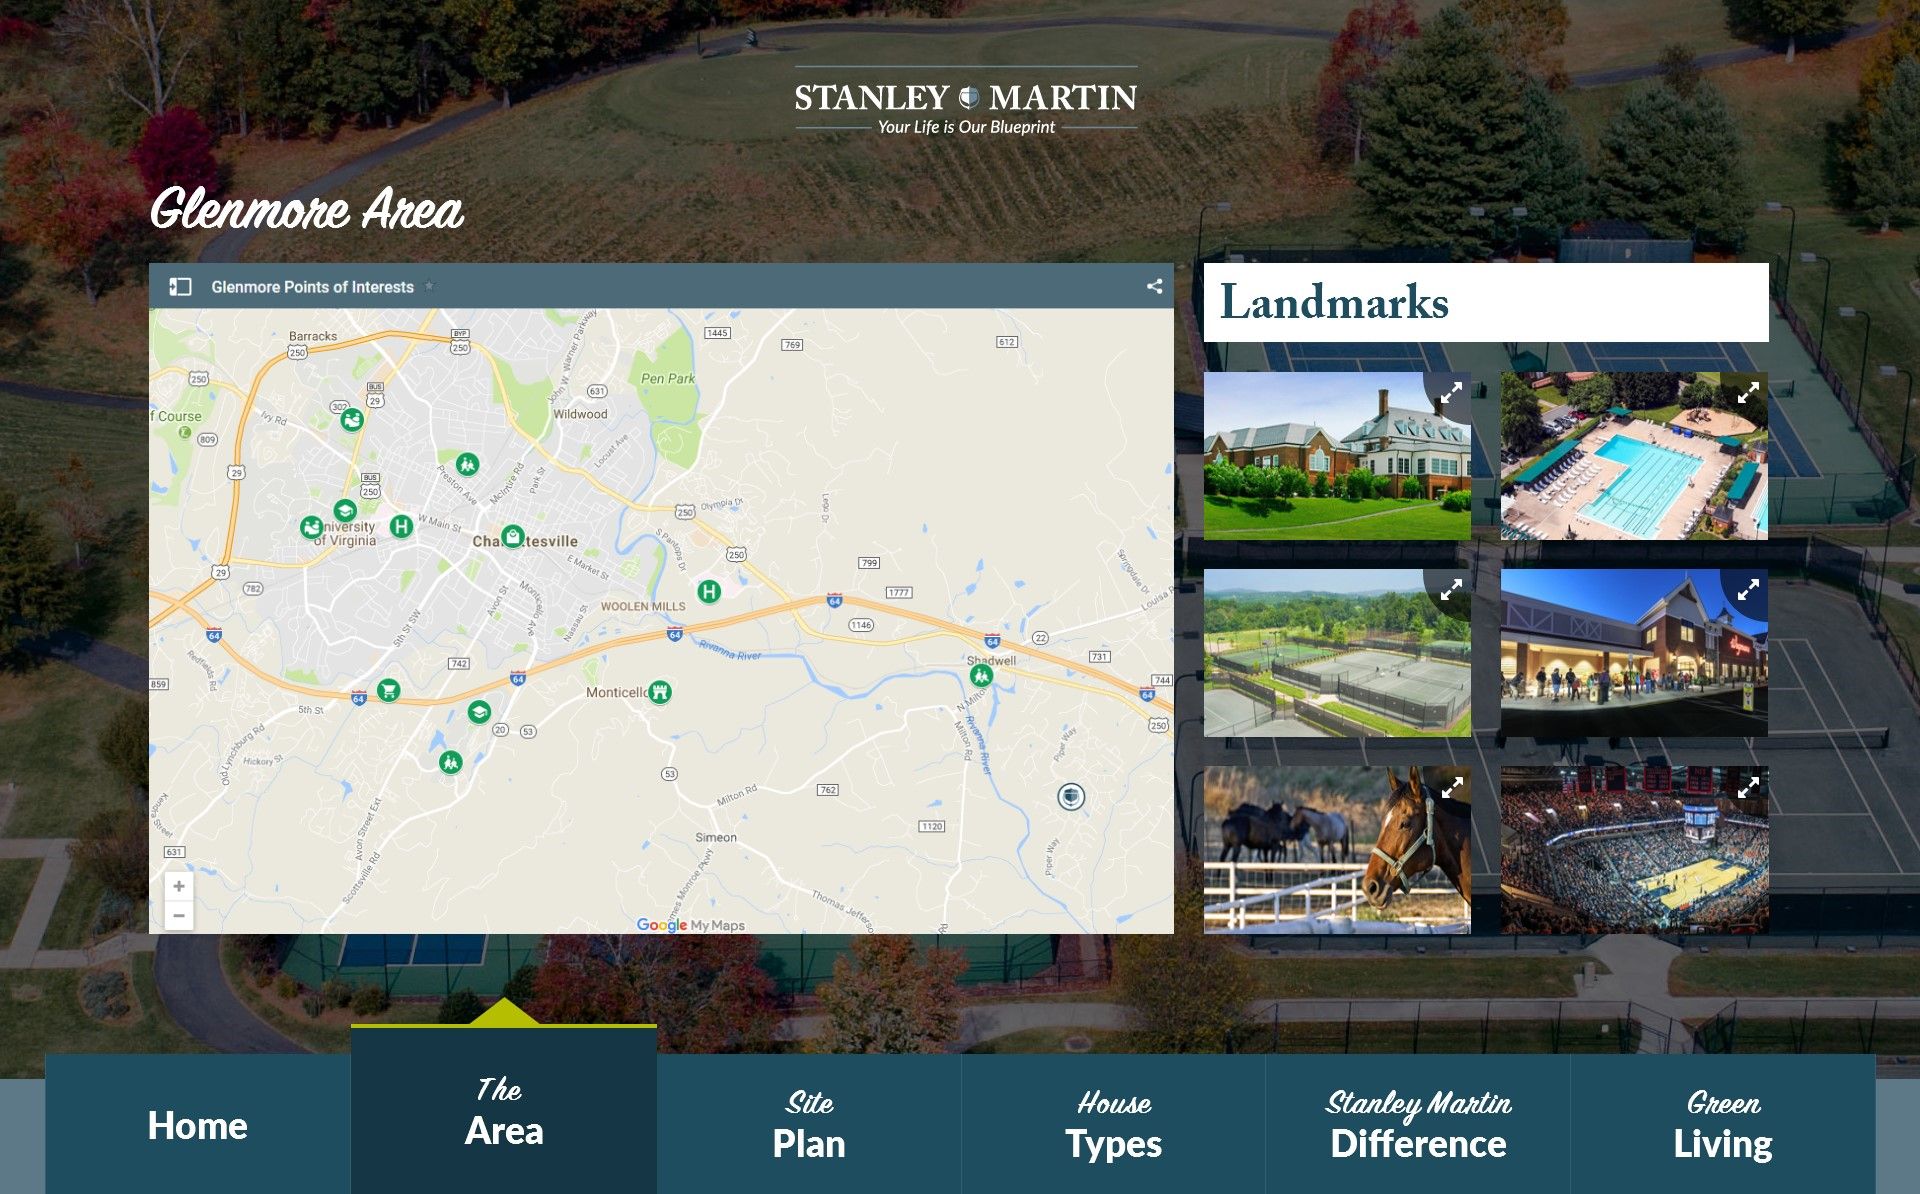 STANLEY MARTIN
Your Life is Our Blueprint
Glenmore Area
Glenmore Points of Interests
Landmarks
Barracks
250
BYP
250
1445
769
612
Pen Park
John W. Warner Parkway
631
Wildwood
250
BUS
29
302
f Course
809
Ivy Rd
29
Locust Ave
Preston Ave
McIntire Rd
Park St
BUS
250
Olympia Dr
250
Lego Dr
niversity
of Virginia
H
W Main St
Charlottesville
S Pantops Dr
250
E Market St
799
Springdale Dr
29
782
H
1777
Louisa R
WOOLEN MILLS
64
Avon St
Monticello Ave
Nassau St
5th St SW
64
64
1146
22
64
Rivanna River
Redfields Rd
742
64
Shadwell
731
859
64
Monticello
744
64
N Milton
5th St
20
53
250
Old Lynchburg Rd
Hickory St
Milton Rd
Rivanna River
Piper Way
53
762
Milton Rd
Avon Street Ext
1120
Simeon
631
Scottsville Rd
Piper Way
James Monroe Pkwy
Thomas Jefferso
Rd
+
−
Google My Maps
Home
The
Area
Site
Plan
House
Types
Stanley Martin
Difference
Green
Living